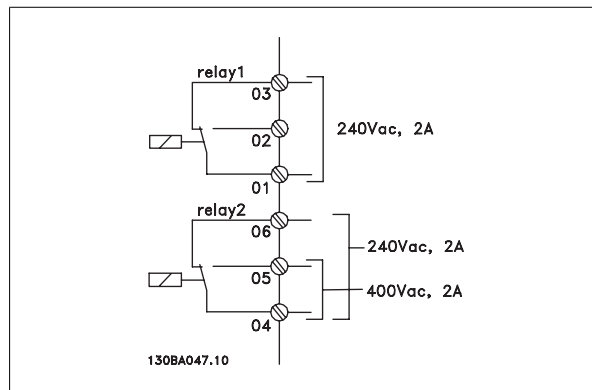 relay1
03
02
240Vac, 2A
01
relay2
06
240Vac, 2A
05
400Vac, 2A
04
130BA047.10